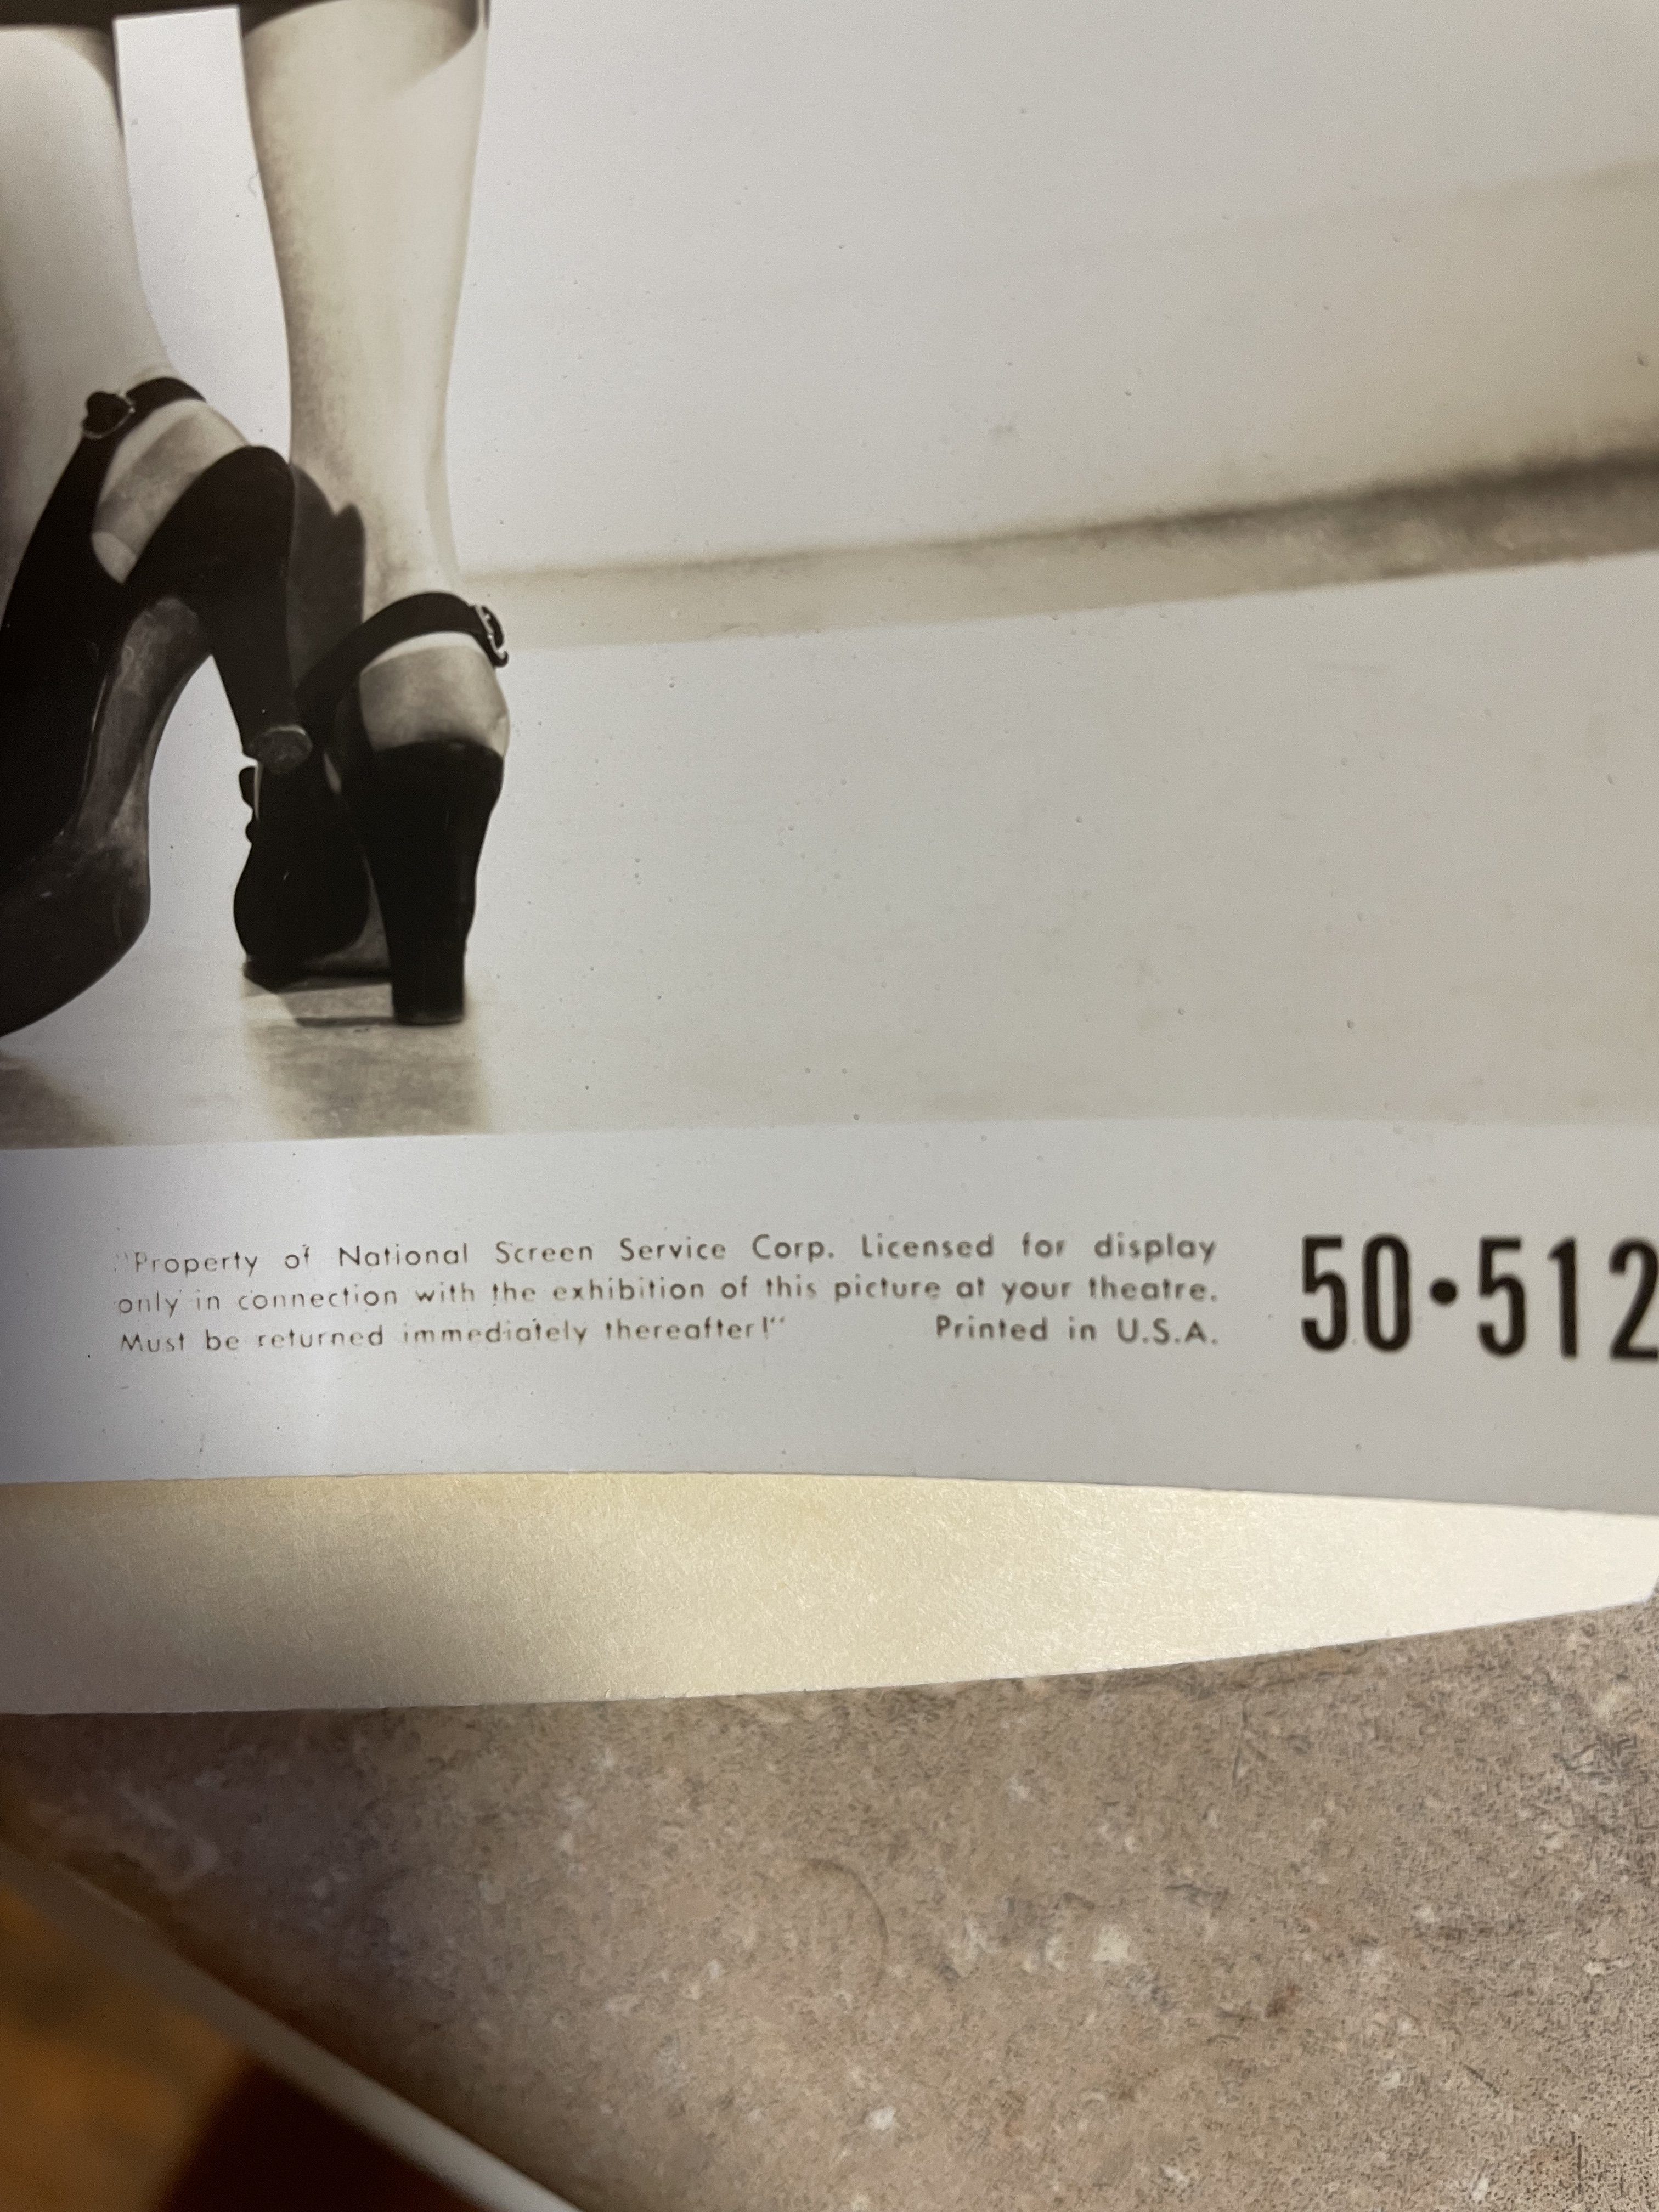 "Property of National Screen Service Corp. Licensed for display
only in connection with the exhibition of this picture at your theatre.
Must be returned immediately thereafter!" Printed in U.S.A.
50•512